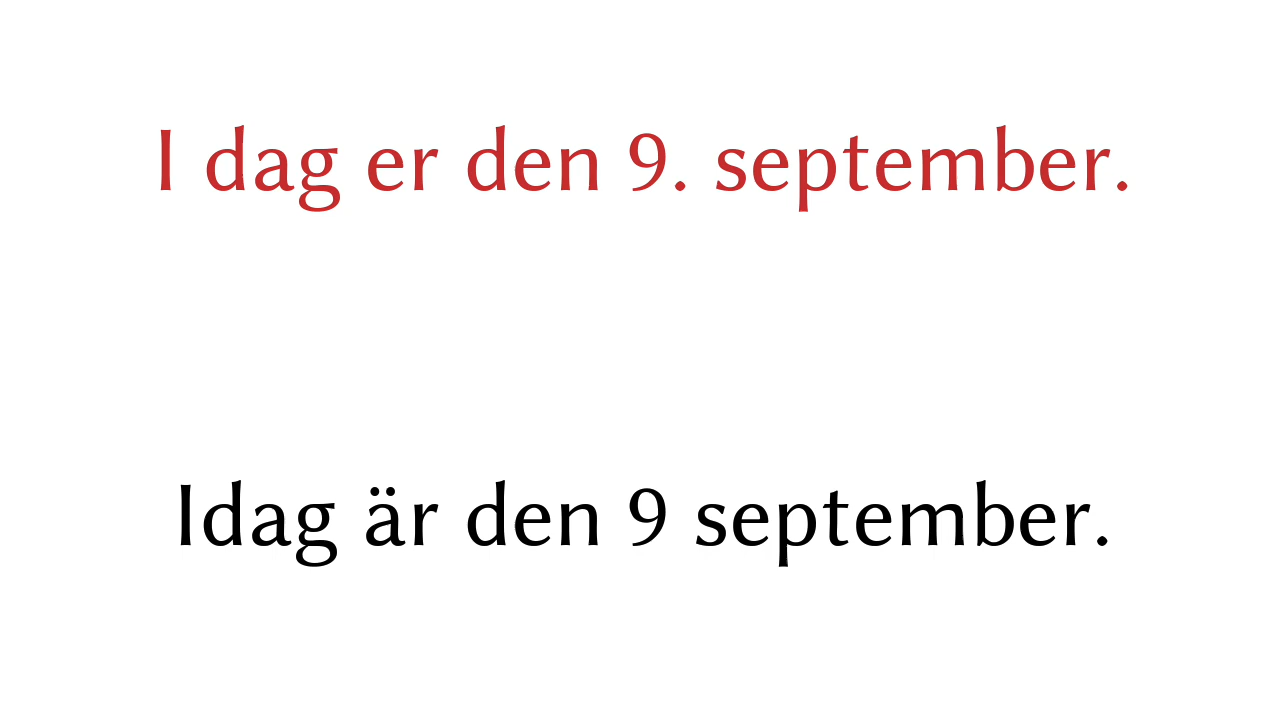 I dag er den 9. september.
Idag är den 9 september.